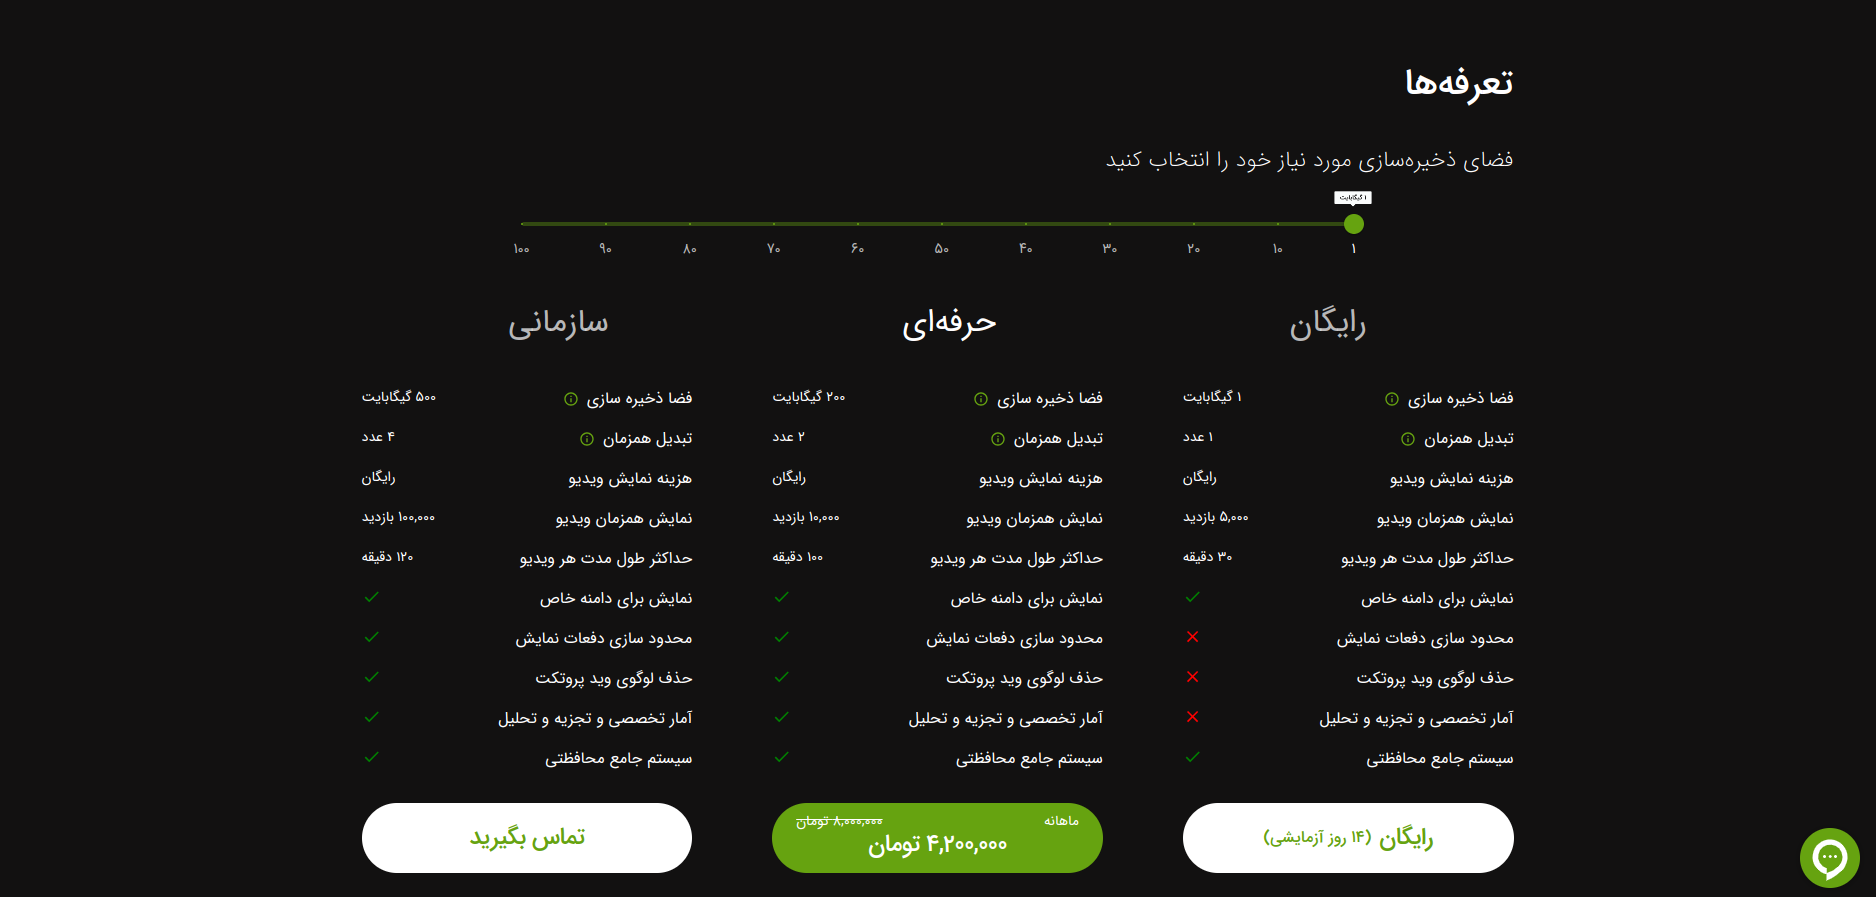 تعرفه‌ها
فضای ذخیره‌سازی مورد نیاز خود را انتخاب کنید
۱ گیگابایت
۱ ۱۰ ۲۰ ۳۰ ۴۰ ۵۰ ۶۰ ۷۰ ۸۰ ۹۰ ۱۰۰
رایگان
فضا ذخیره سازی ۱ گیگابایت
تبدیل همزمان ۱ عدد
هزینه نمایش ویدیو رایگان
نمایش همزمان ویدیو ۵,۰۰۰ بازدید
حداکثر طول مدت هر ویدیو ۳۰ دقیقه
نمایش برای دامنه خاص
محدود سازی دفعات نمایش
حذف لوگوی وید پروتکت
آمار تخصصی و تجزیه و تحلیل
سیستم جامع محافظتی
رایگان (۱۴ روز آزمایشی)
حرفه‌ای
فضا ذخیره سازی ۲۰۰ گیگابایت
تبدیل همزمان ۲ عدد
هزینه نمایش ویدیو رایگان
نمایش همزمان ویدیو ۱۰,۰۰۰ بازدید
حداکثر طول مدت هر ویدیو ۱۰۰ دقیقه
نمایش برای دامنه خاص
محدود سازی دفعات نمایش
حذف لوگوی وید پروتکت
آمار تخصصی و تجزیه و تحلیل
سیستم جامع محافظتی
ماهانه ۸,۰۰۰,۰۰۰ تومان
۴,۲۰۰,۰۰۰ تومان
سازمانی
فضا ذخیره سازی ۵۰۰ گیگابایت
تبدیل همزمان ۴ عدد
هزینه نمایش ویدیو رایگان
نمایش همزمان ویدیو ۱۰۰,۰۰۰ بازدید
حداکثر طول مدت هر ویدیو ۱۲۰ دقیقه
نمایش برای دامنه خاص
محدود سازی دفعات نمایش
حذف لوگوی وید پروتکت
آمار تخصصی و تجزیه و تحلیل
سیستم جامع محافظتی
تماس بگیرید